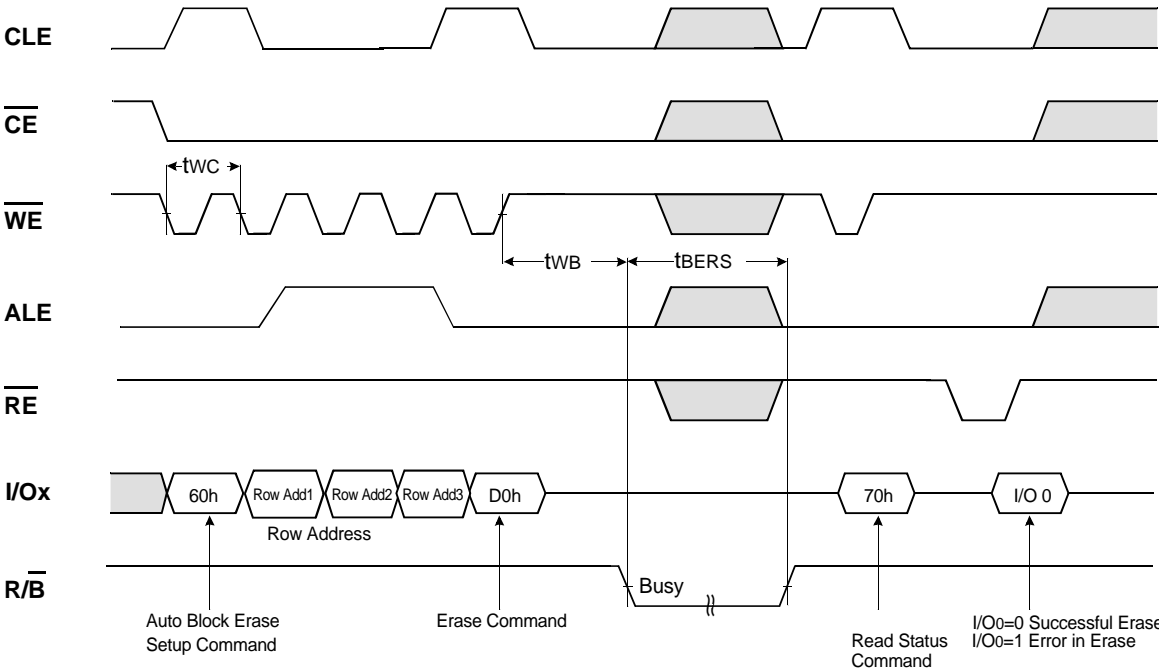 CLE
CE
tWC
WE
tWB
tBERS
ALE
RE
I/Ox
60h
Row Add1
Row Add2
Row Add3
D0h
70h
I/O 0
Row Address
R/B
Busy
Auto Block Erase
Setup Command
Erase Command
Read Status
Command
I/O0=0 Successful Erase
I/O0=1 Error in Erase